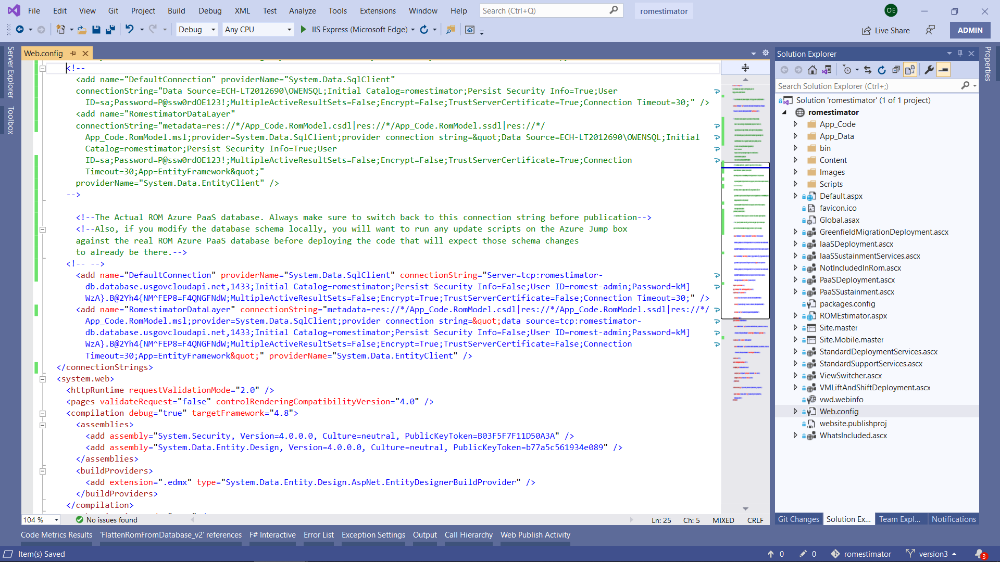 File Edit View Git Project Build Debug XML Test Analyze Tools Extensions Window Help Search (Ctrl+Q) romestimator OE
Debug Any CPU IIS Express (Microsoft Edge) Live Share ADMIN
Server Explorer
Toolbox
Web.config
<!--
<add name="DefaultConnection" providerName="System.Data.SqlClient"
connectionString="Data Source=ECH-LT2012690\OWENSQL;Initial Catalog=romestimator;Persist Security Info=True;User
ID=sa;Password=P@ssw0rdOE123!;MultipleActiveResultSets=False;Encrypt=False;TrustServerCertificate=True;Connection Timeout=30;" />
<add name="RomestimatorDataLayer"
connectionString="metadata=res://*/App_Code.RomModel.csdl|res://*/App_Code.RomModel.ssdl|res://*/
App_Code.RomModel.msl;provider=System.Data.SqlClient;provider connection string=&quot;Data Source=ECH-LT2012690\OWENSQL;Initial
Catalog=romestimator;Persist Security Info=True;User
ID=sa;Password=P@ssw0rdOE123!;MultipleActiveResultSets=False;Encrypt=False;TrustServerCertificate=True;Connection
Timeout=30;App=EntityFramework&quot;"
providerName="System.Data.EntityClient" />
-->
<!--The Actual ROM Azure PaaS database. Always make sure to switch back to this connection string before publication-->
<!--Also, if you modify the database schema locally, you will want to run any update scripts on the Azure Jump box
against the real ROM Azure PaaS database before deploying the code that will expect those schema changes
to already be there.-->
<!-- -->
<add name="DefaultConnection" providerName="System.Data.SqlClient" connectionString="Server=tcp:romestimator-
db.database.usgovcloudapi.net,1433;Initial Catalog=romestimator;Persist Security Info=False;User ID=romest-admin;Password=kM]
WzA}.B@2Yh4{NM^FEP8=F4QNGFNdW;MultipleActiveResultSets=False;Encrypt=True;TrustServerCertificate=False;Connection Timeout=30;" />
<add name="RomestimatorDataLayer" connectionString="metadata=res://*/App_Code.RomModel.csdl|res://*/App_Code.RomModel.ssdl|res://*/
App_Code.RomModel.msl;provider=System.Data.SqlClient;provider connection string=&quot;data source=tcp:romestimator-
db.database.usgovcloudapi.net,1433;Initial Catalog=romestimator;Persist Security Info=False;User ID=romest-admin;Password=kM]
WzA}.B@2Yh4{NM^FEP8=F4QNGFNdW;MultipleActiveResultSets=False;Encrypt=True;TrustServerCertificate=False;Connection
Timeout=30;App=EntityFramework&quot;" providerName="System.Data.EntityClient" />
</connectionStrings>
<system.web>
<httpRuntime requestValidationMode="2.0" />
<pages validateRequest="false" controlRenderingCompatibilityVersion="4.0" />
<compilation debug="true" targetFramework="4.8">
<assemblies>
<add assembly="System.Security, Version=4.0.0.0, Culture=neutral, PublicKeyToken=B03F5F7F11D50A3A" />
<add assembly="System.Data.Entity.Design, Version=4.0.0.0, Culture=neutral, PublicKeyToken=b77a5c561934e089" />
</assemblies>
<buildProviders>
<add extension=".edmx" type="System.Data.Entity.Design.AspNet.EntityDesignerBuildProvider" />
</buildProviders>
</compilation>
104 % No issues found Ln: 25 Ch: 5 MIXED CRLF
Solution Explorer
Search Solution Explorer (Ctrl+;)
Solution 'romestimator' (1 of 1 project)
romestimator
App_Code
App_Data
bin
Content
Images
Scripts
Default.aspx
favicon.ico
Global.asax
GreenfieldMigrationDeployment.ascx
IaaSDeployment.ascx
IaaSSustainmentServices.ascx
NotIncludedInRom.ascx
PaaSDeployment.ascx
PaaSSustainment.ascx
packages.config
ROMEstimator.aspx
Site.master
Site.Mobile.master
StandardDeploymentServices.ascx
StandardSupportServices.ascx
ViewSwitcher.ascx
VMLiftAndShiftDeployment.ascx
vwd.webinfo
Web.config
website.publishproj
WhatsIncluded.ascx
Git Changes Solution Ex... Team Expl... Notifications
Properties
Code Metrics Results 'FlattenRomFromDatabase_v2' references F# Interactive Error List Exception Settings Output Call Hierarchy Web Publish Activity
Item(s) Saved 0 0 romestimator version3 3